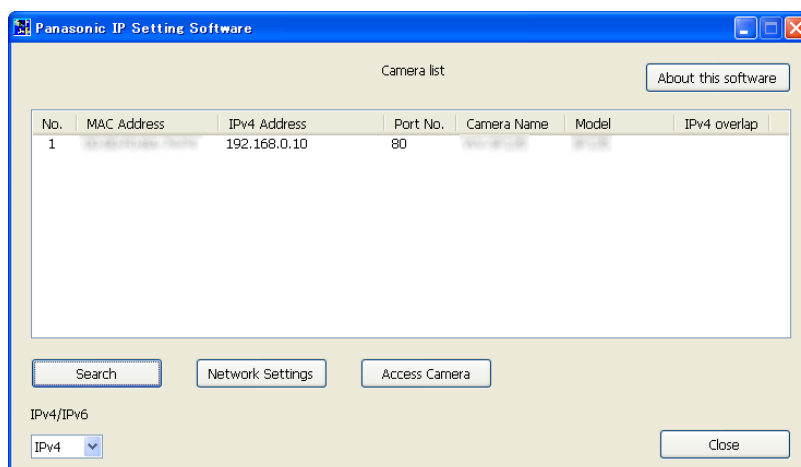 Panasonic IP Setting Software
Camera list
About this software
No. MAC Address IPv4 Address Port No. Camera Name Model IPv4 overlap
1 192.168.0.10 80
Search Network Settings Access Camera
IPv4/IPv6
IPv4 Close